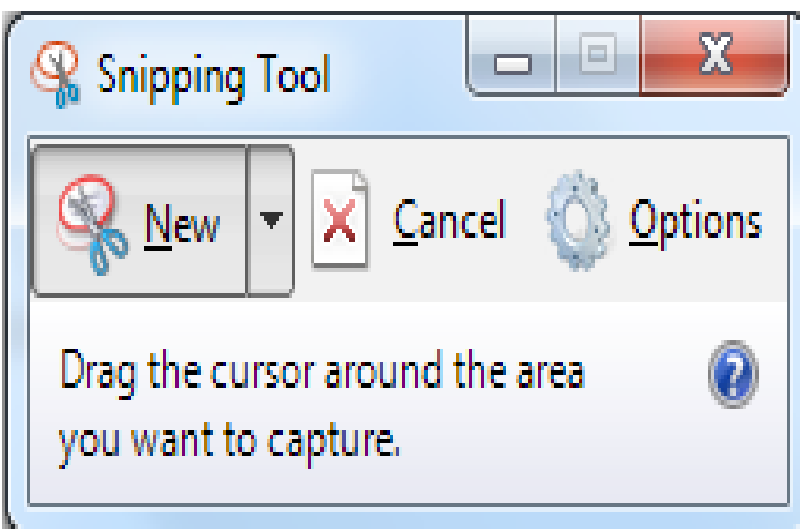 Snipping Tool
New Cancel Options
Drag the cursor around the area
you want to capture.